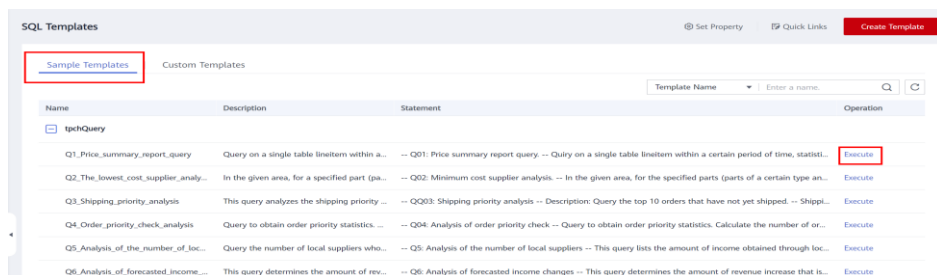 SQL Templates Set Property Quick Links Create Template
Sample Templates Custom Templates
Template Name Enter a name.
Name Description Statement Operation
tpchQuery
Q1_Price_summary_report_query Query on a single table lineitem within a... -- Q01: Price summary report query. -- Quiry on a single table lineitem within a certain period of time, statisti... Execute
Q2_The_lowest_cost_supplier_analy... In the given area, for a specified part (pa... -- Q02: Minimum cost supplier analysis. -- In the given area, for the specified parts (parts of a certain type an... Execute
Q3_Shipping_priority_analysis This query analyzes the shipping priority ... -- QQ03: Shipping priority analysis -- Description: Query the top 10 orders that have not yet shipped. -- Shippi... Execute
Q4_Order_priority_check_analysis Query to obtain order priority statistics. ... -- Q04: Analysis of order priority check -- Query to obtain order priority statistics. Calculate the number of or... Execute
Q5_Analysis_of_the_number_of_loc... Query the number of local suppliers who... -- Q5: Analysis of the number of local suppliers -- This query lists the amount of income obtained through loc... Execute
Q6_Analysis_of_forecasted_income_... This query determines the amount of rev... -- Q6: Analysis of forecasted income changes -- This query determines the amount of revenue increase that is... Execute